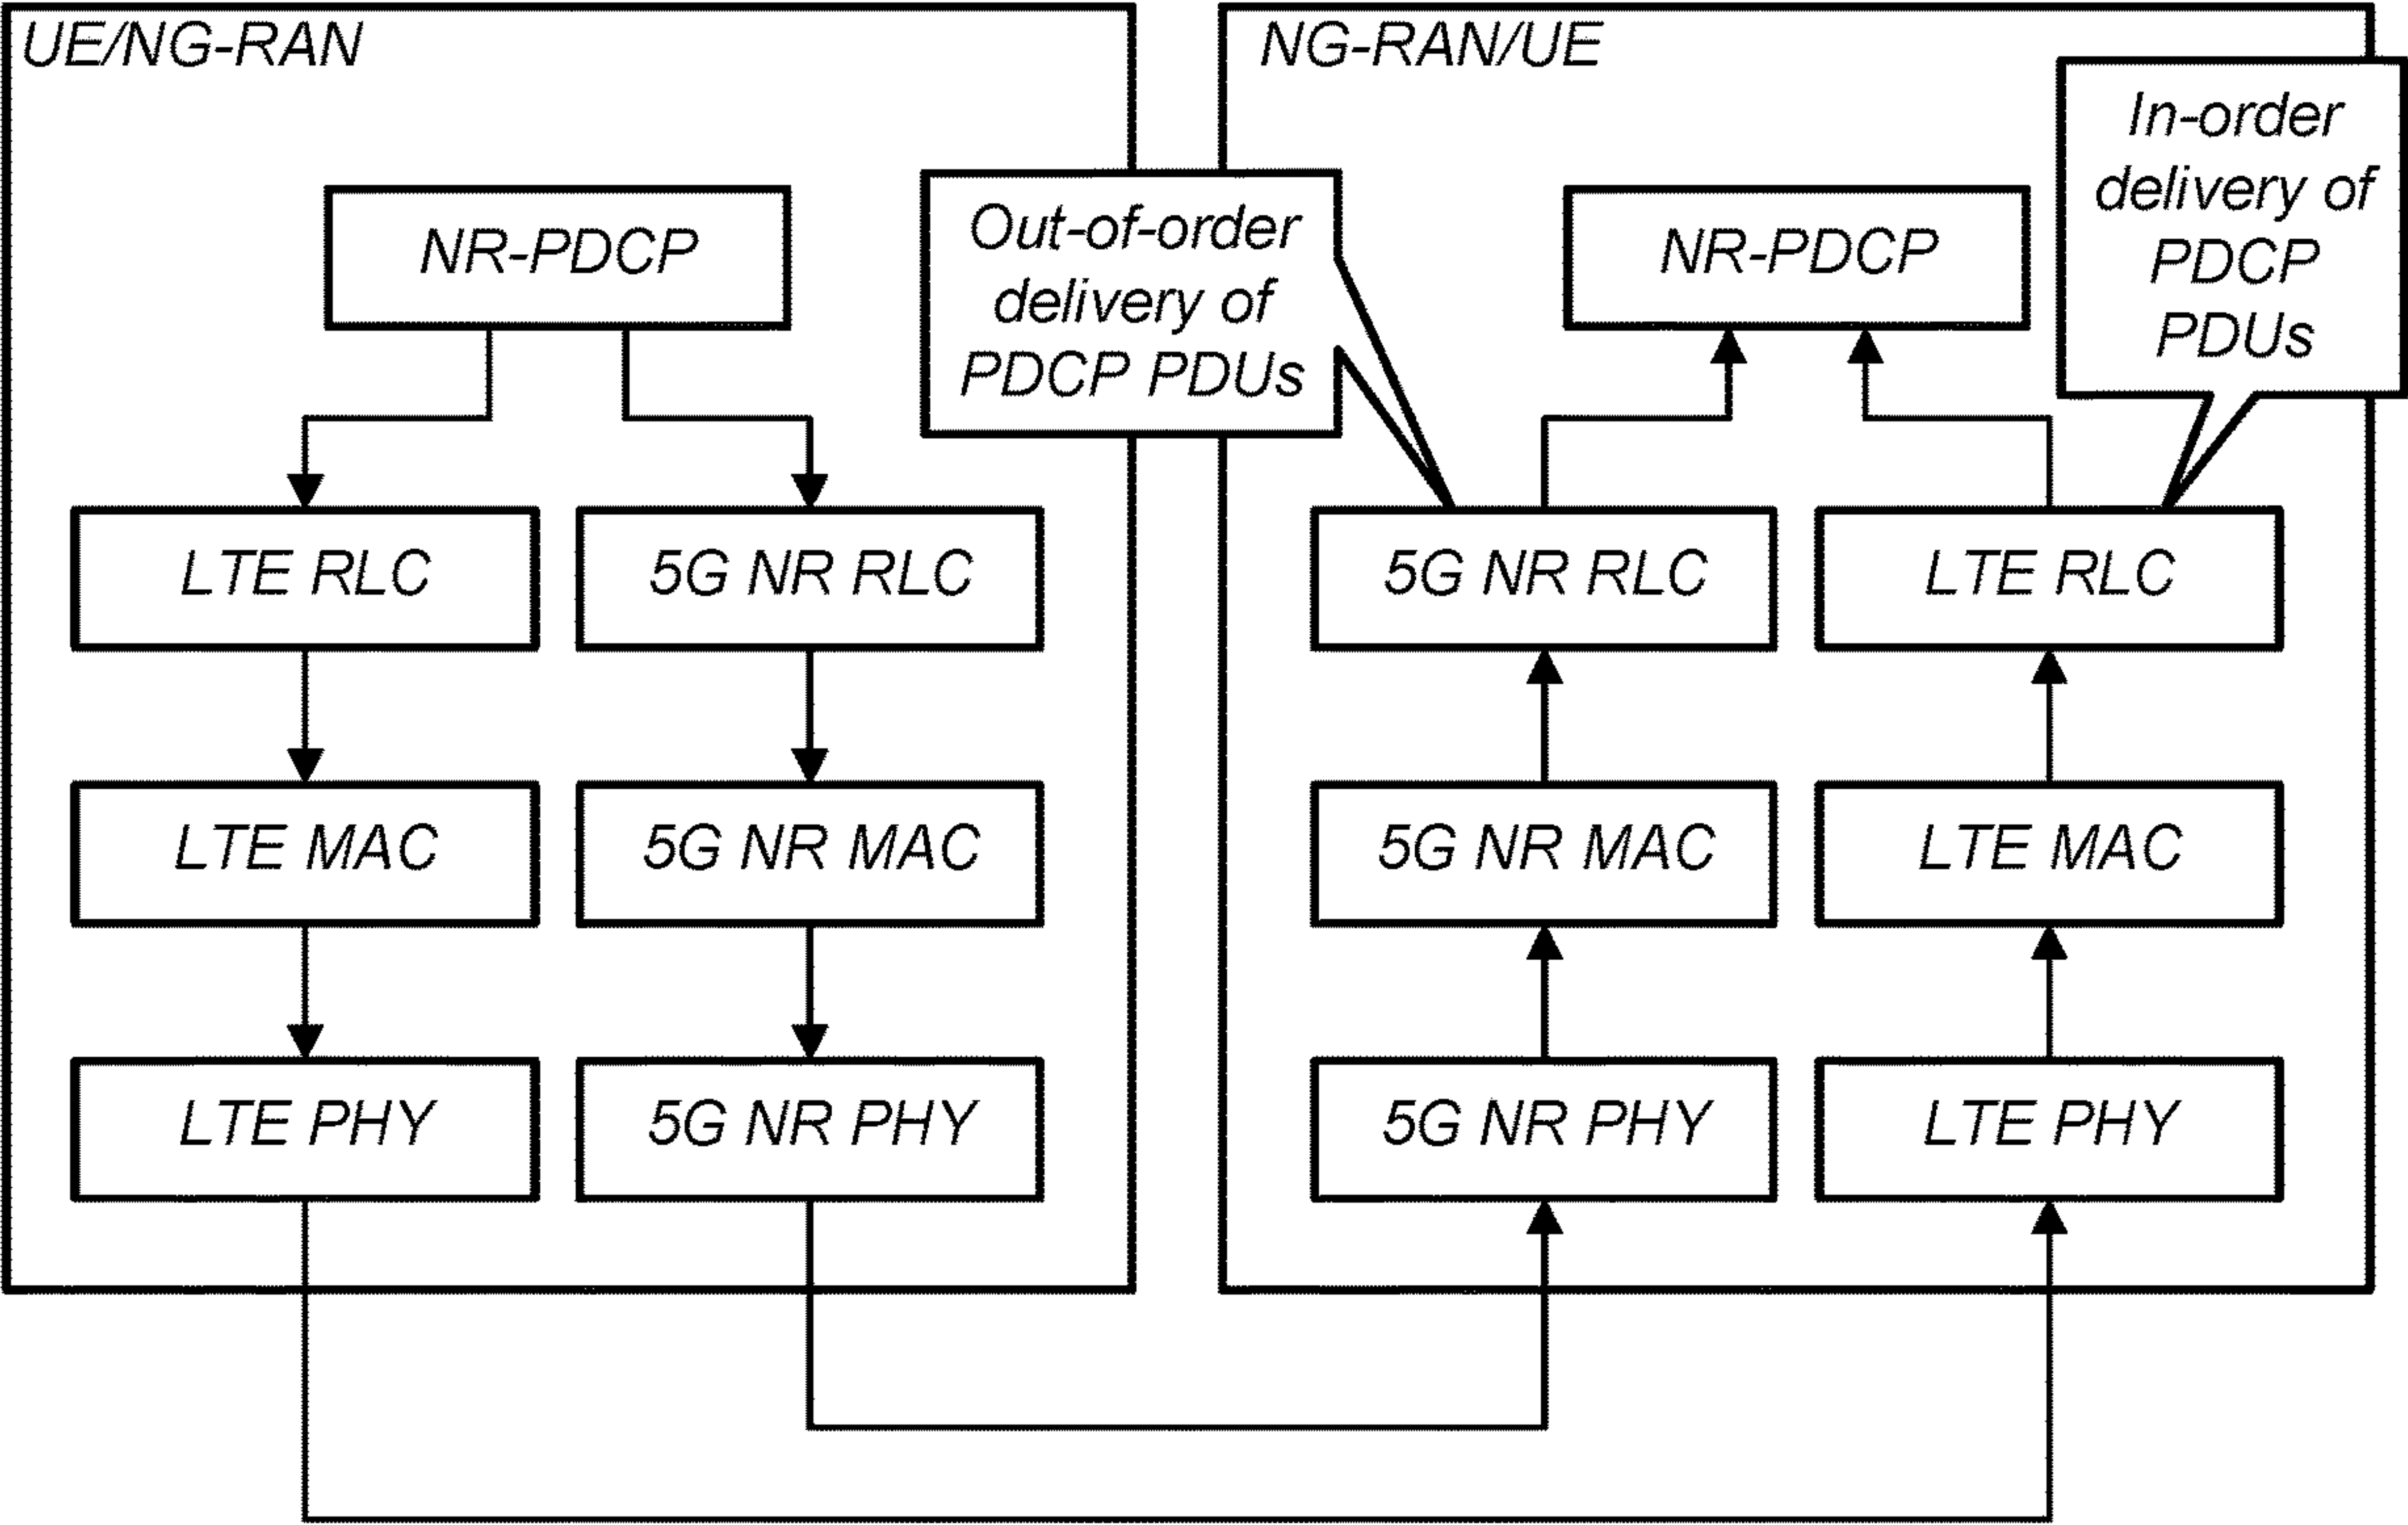 UE/NG-RAN
NR-PDCP
LTE RLC
5G NR RLC
LTE MAC
5G NR MAC
LTE PHY
5G NR PHY
NG-RAN/UE
Out-of-order
delivery of
PDCP PDUs
NR-PDCP
In-order
delivery of
PDCP
PDUs
5G NR RLC
LTE RLC
5G NR MAC
LTE MAC
5G NR PHY
LTE PHY